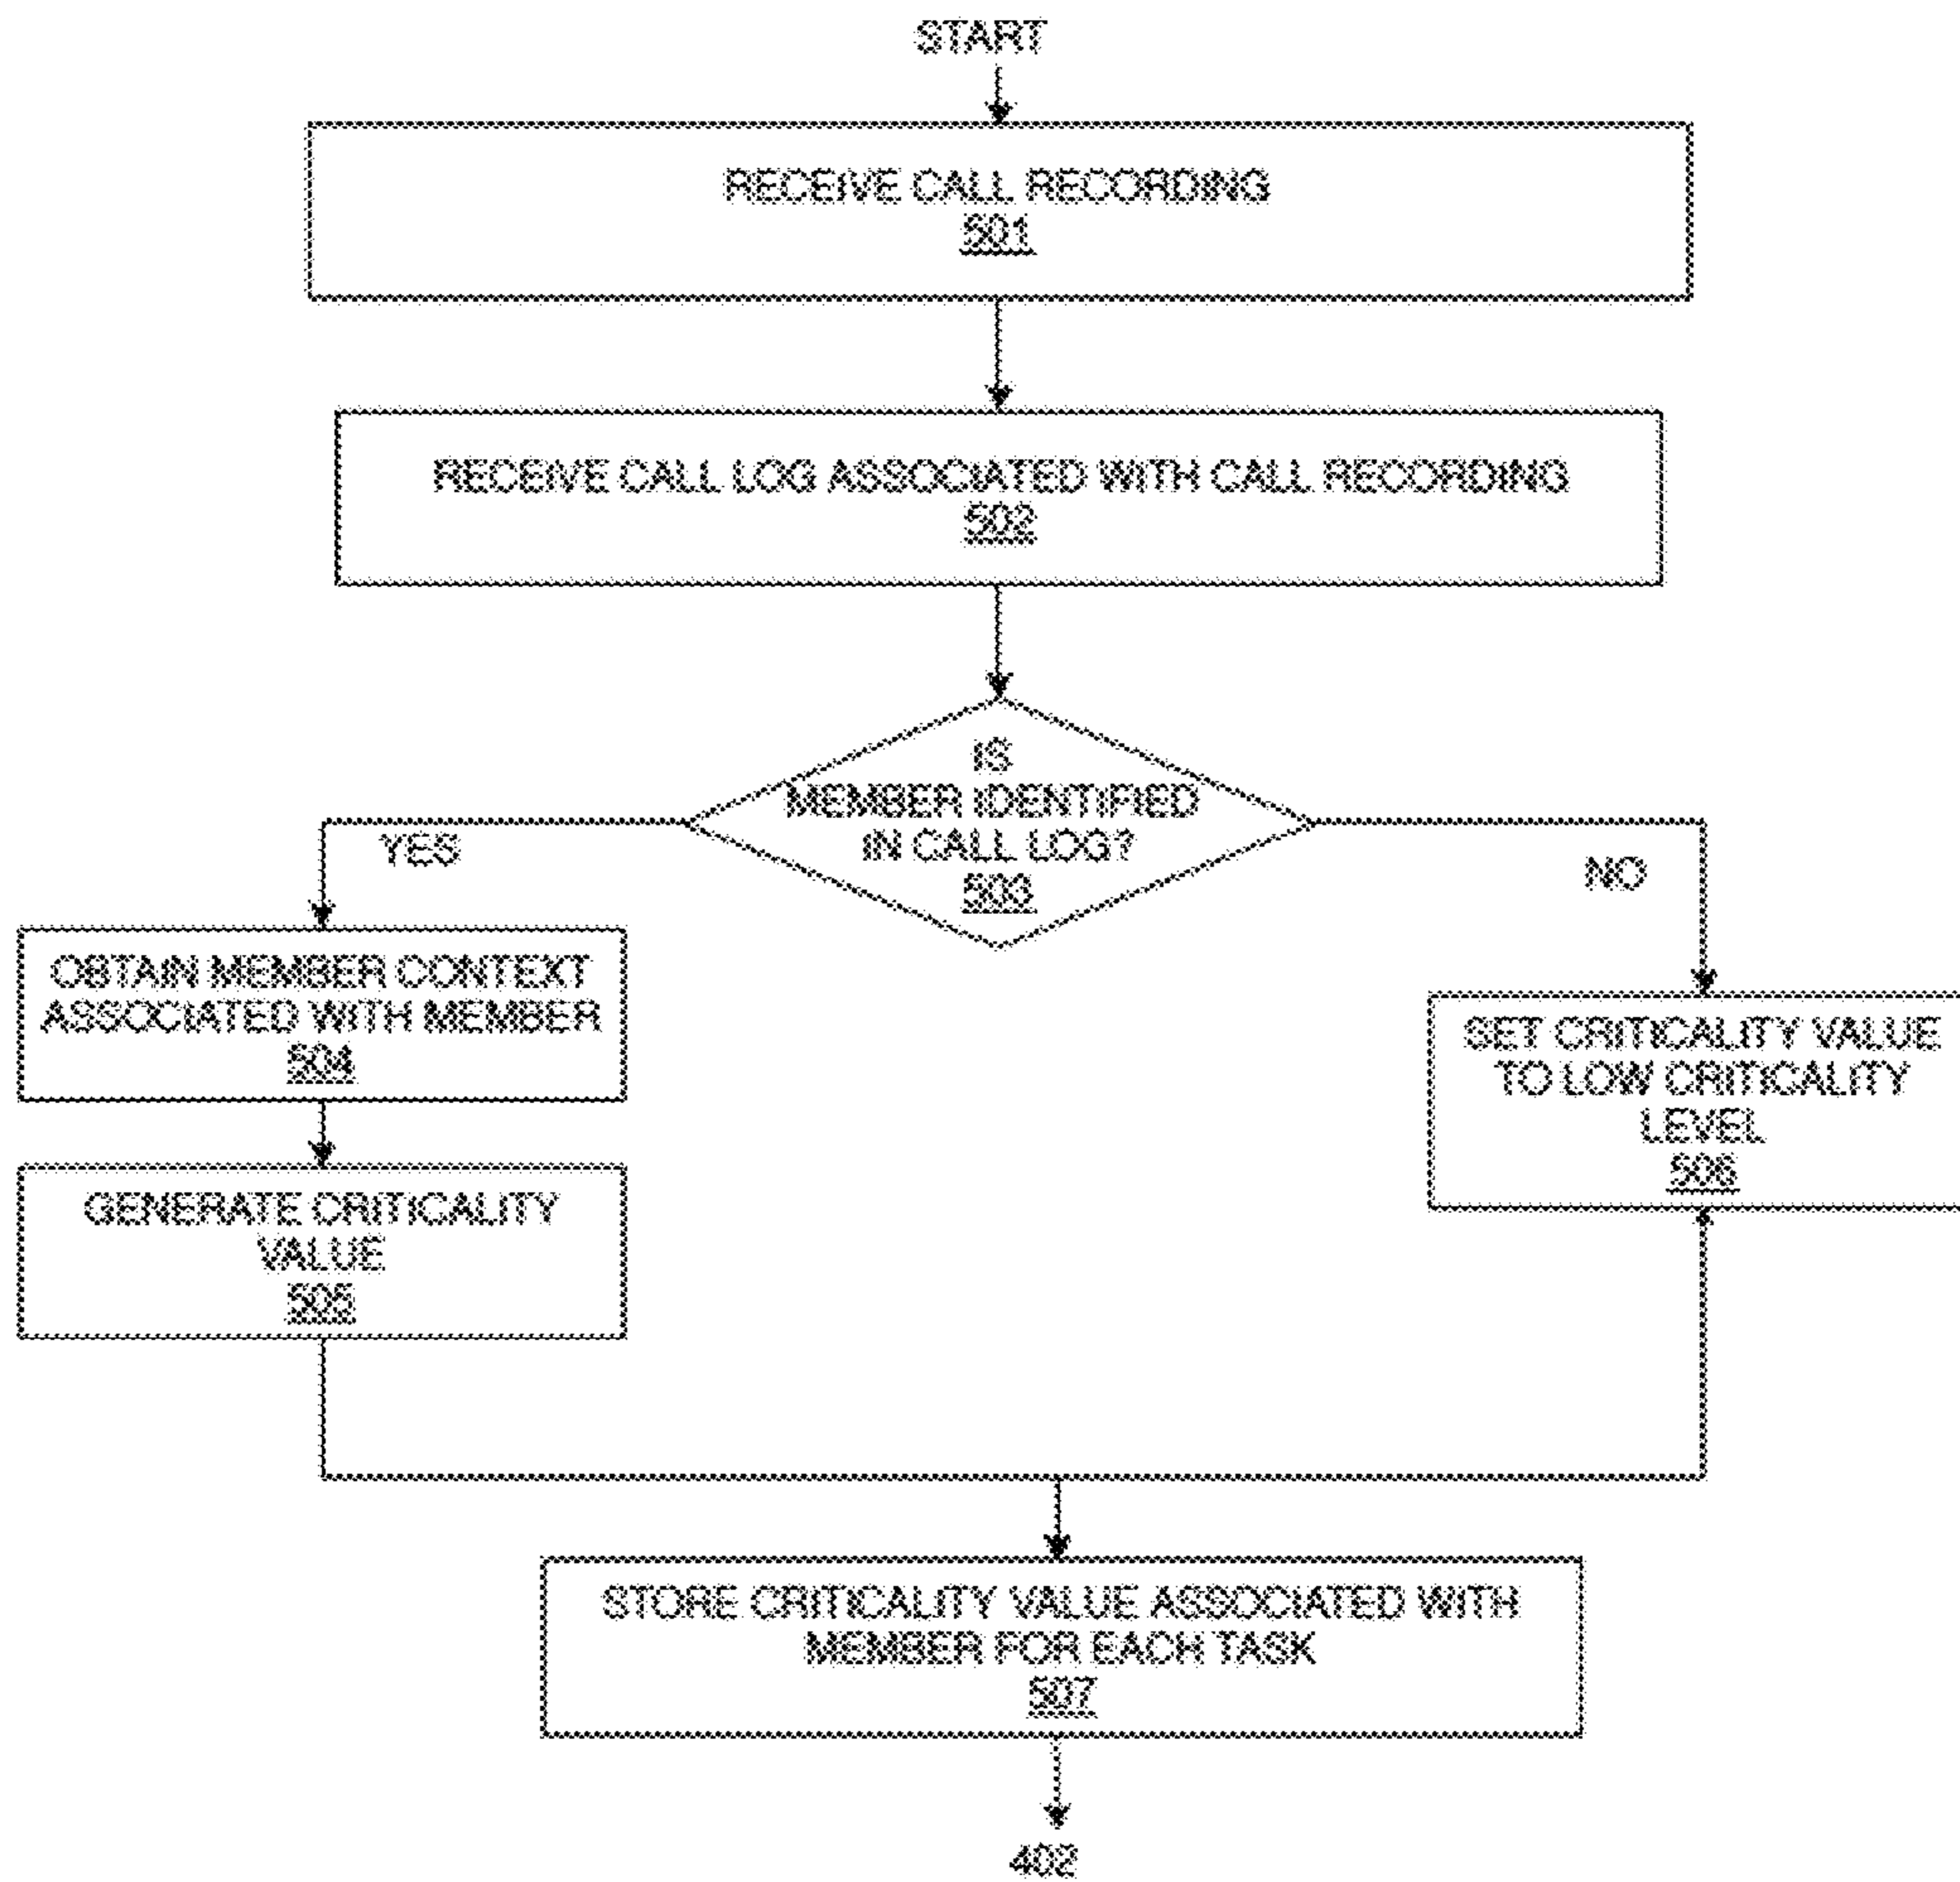 START
RECEIVE CALL RECORDING
501
RECEIVE CALL LOG ASSOCIATED WITH CALL RECORDING
502
IS
MEMBER IDENTIFIED
IN CALL LOG?
503
YES
NO
OBTAIN MEMBER CONTEXT
ASSOCIATED WITH MEMBER
504
SET CRITICALITY VALUE
TO LOW CRITICALITY
LEVEL
506
GENERATE CRITICALITY
VALUE
505
STORE CRITICALITY VALUE ASSOCIATED WITH
MEMBER FOR EACH TASK
507
402